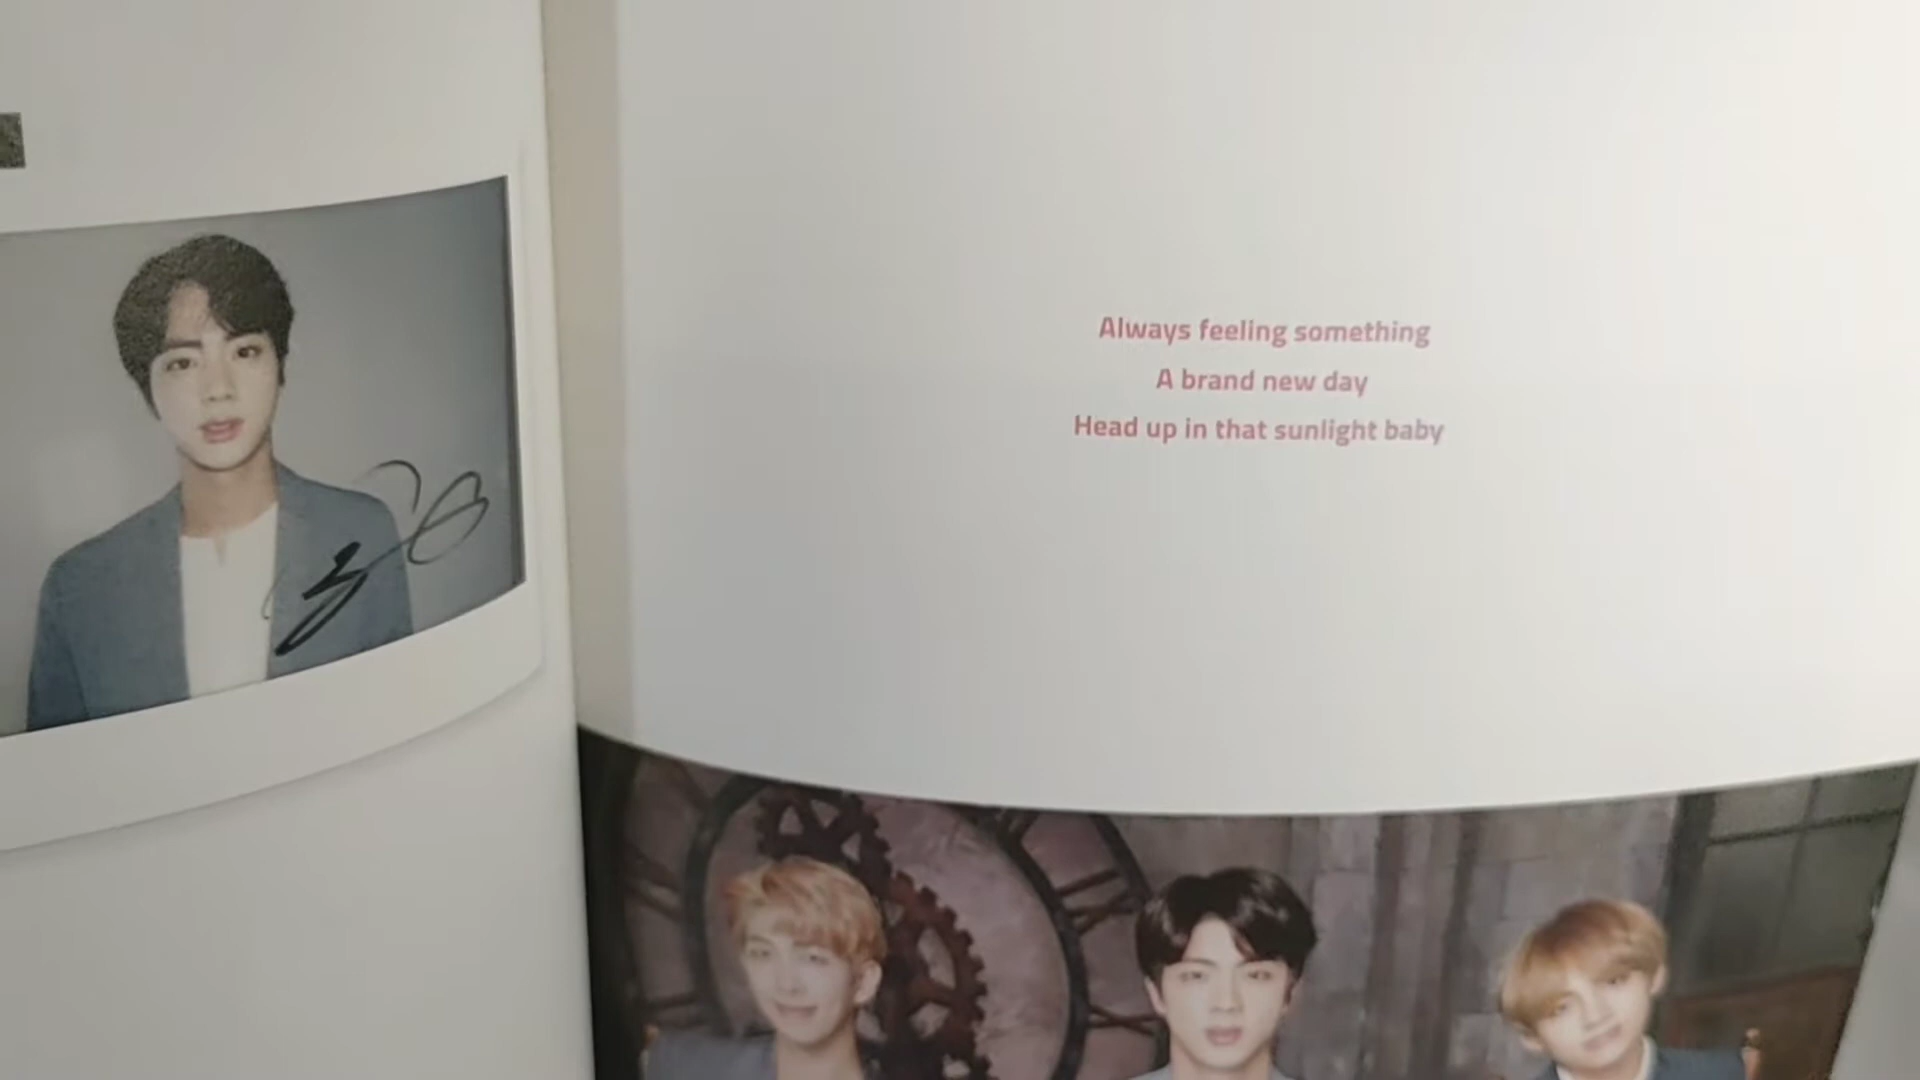 Always feeling something
A brand new day
Head up in that sunlight baby